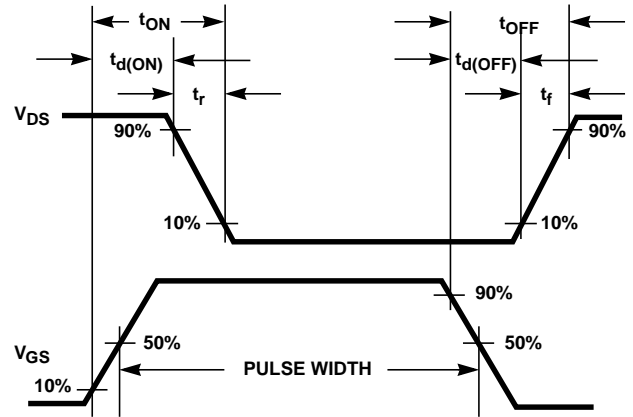 tON
tOFF
td(ON)
td(OFF)
tr
tf
VDS
90%
90%
10%
10%
90%
VGS
50%
PULSE WIDTH
50%
10%